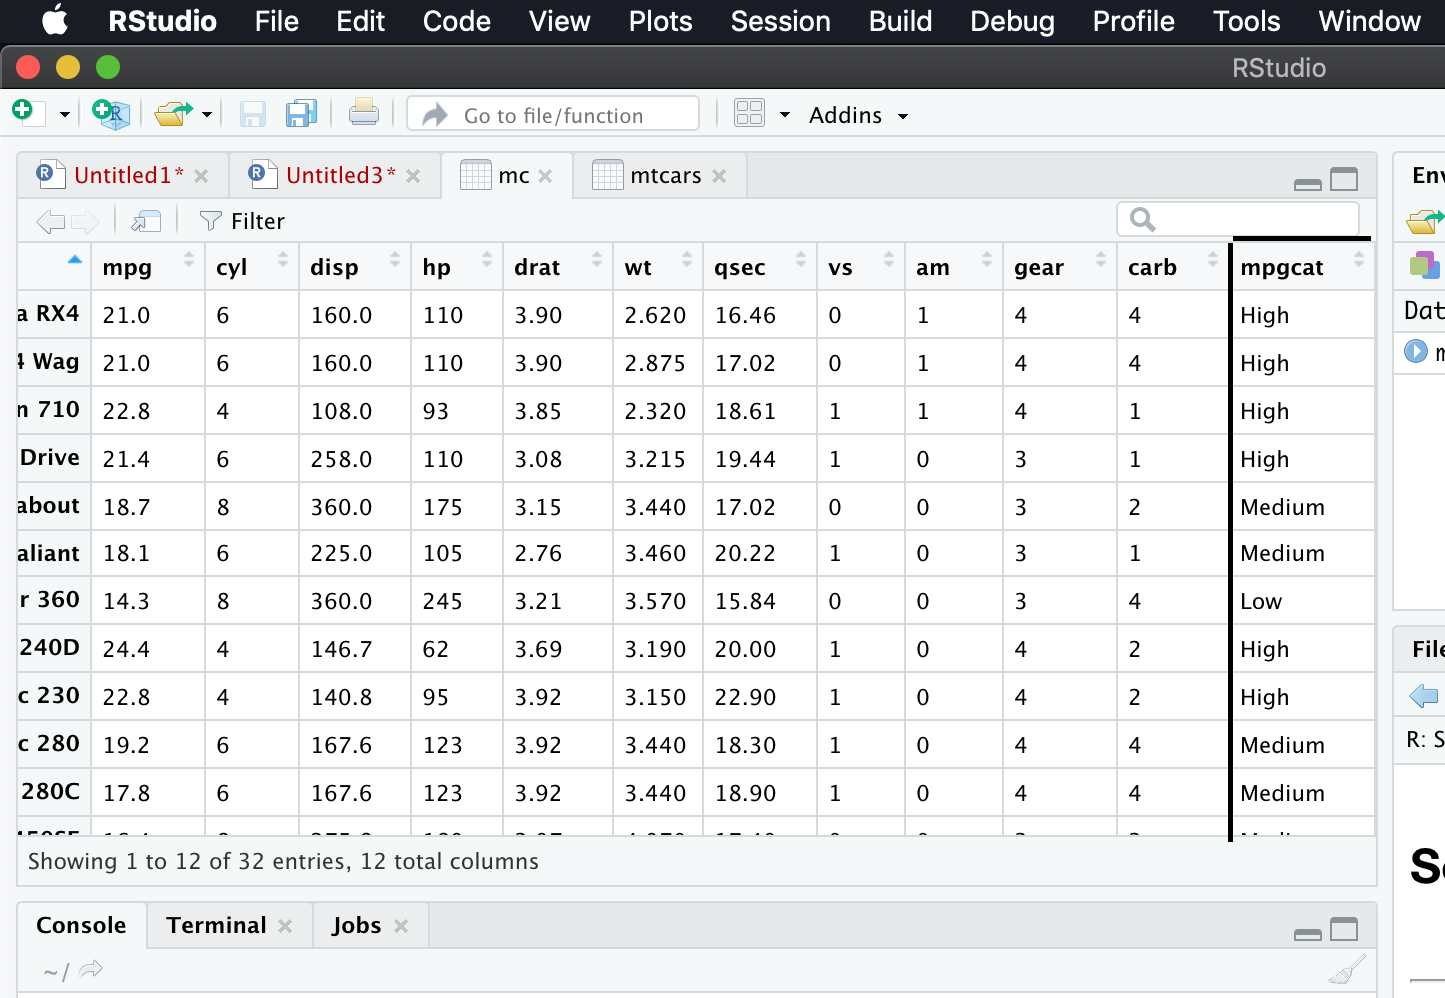 RStudio File Edit Code View Plots Session Build Debug Profile Tools Window
RStudio
Go to file/function Addins
Untitled1* Untitled3* mc mtcars
Filter
mpg cyl disp hp drat wt qsec vs am gear carb mpgcat
a RX4 21.0 6 160.0 110 3.90 2.620 16.46 0 1 4 4 High
4 Wag 21.0 6 160.0 110 3.90 2.875 17.02 0 1 4 4 High
n 710 22.8 4 108.0 93 3.85 2.320 18.61 1 1 4 1 High
Drive 21.4 6 258.0 110 3.08 3.215 19.44 1 0 3 1 High
about 18.7 8 360.0 175 3.15 3.440 17.02 0 0 3 2 Medium
aliant 18.1 6 225.0 105 2.76 3.460 20.22 1 0 3 1 Medium
r 360 14.3 8 360.0 245 3.21 3.570 15.84 0 0 3 4 Low
240D 24.4 4 146.7 62 3.69 3.190 20.00 1 0 4 2 High
c 230 22.8 4 140.8 95 3.92 3.150 22.90 1 0 4 2 High
c 280 19.2 6 167.6 123 3.92 3.440 18.30 1 0 4 4 Medium
280C 17.8 6 167.6 123 3.92 3.440 18.90 1 0 4 4 Medium
Showing 1 to 12 of 32 entries, 12 total columns
Console Terminal Jobs
~/
Env
Dat
m
File
R: S
So